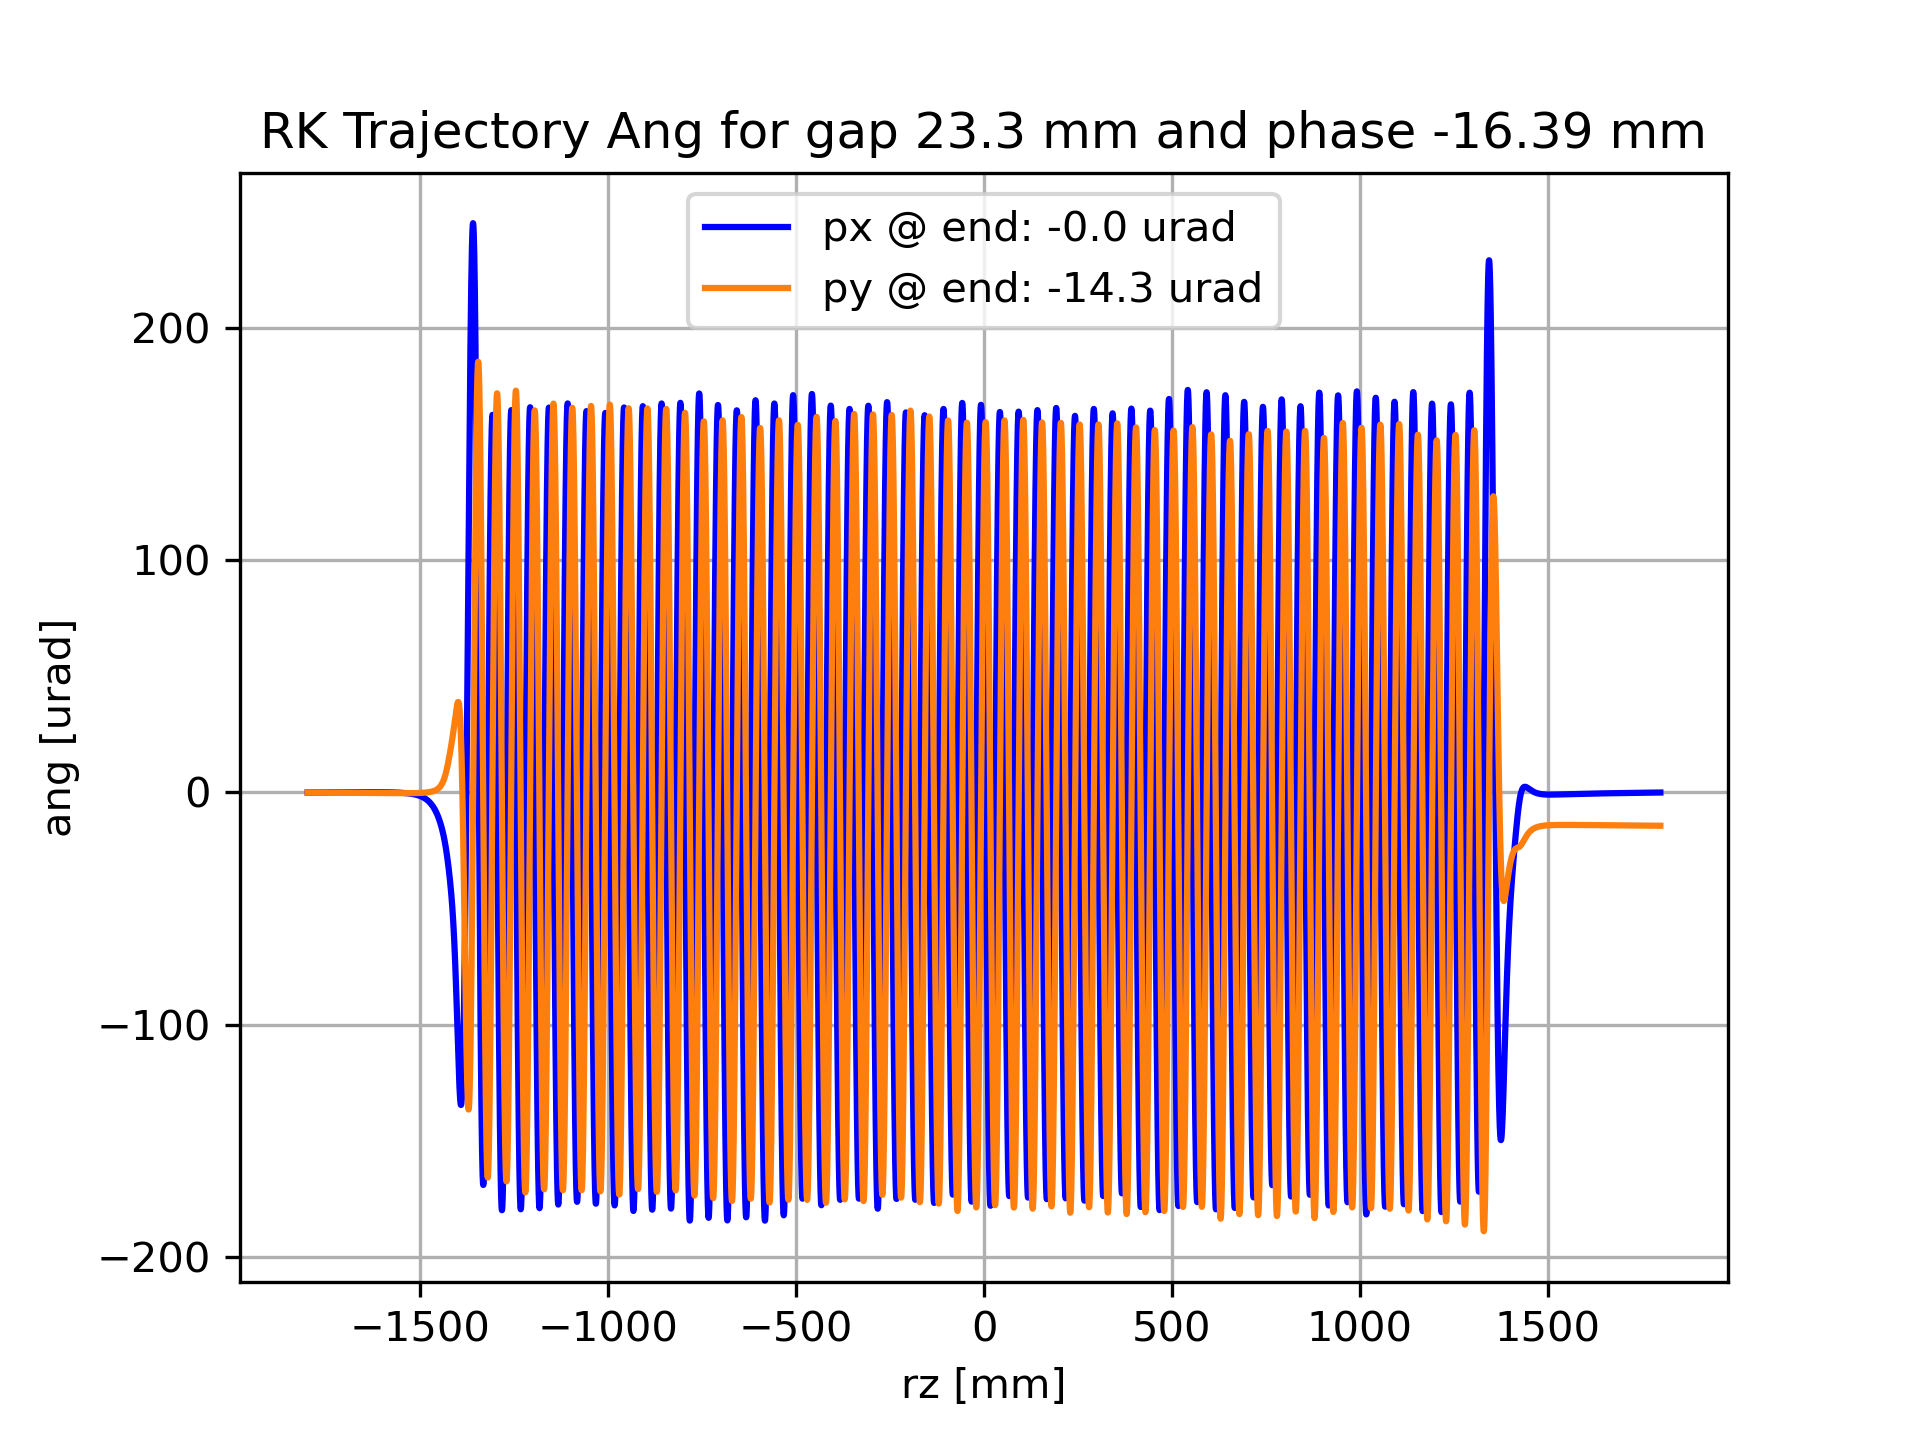 RK Trajectory Ang for gap 23.3 mm and phase -16.39 mm
px @ end: -0.0 urad
py @ end: -14.3 urad
200
100
0
−100
−200
ang [urad]
−1500 −1000 −500 0 500 1000 1500
rz [mm]